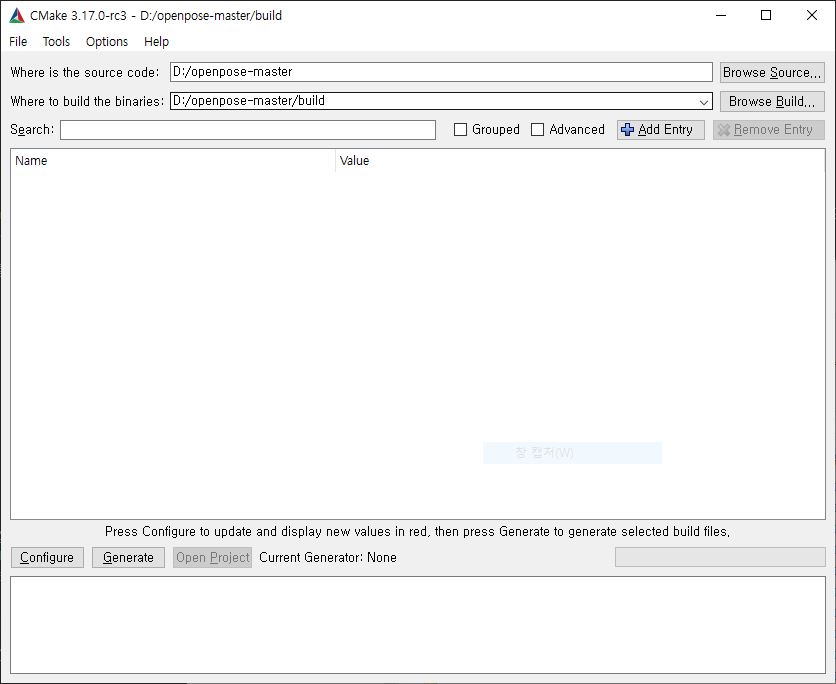 CMake 3.17.0-rc3 - D:/openpose-master/build
File Tools Options Help
Where is the source code: D:/openpose-master Browse Source...
Where to build the binaries: D:/openpose-master/build Browse Build...
Search: Grouped Advanced Add Entry Remove Entry
Name Value
창 캡처(W)
Press Configure to update and display new values in red, then press Generate to generate selected build files.
Configure Generate Open Project Current Generator: None